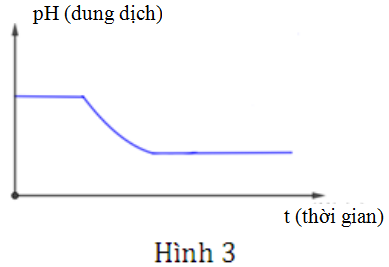 pH (dung dịch)
t (thời gian)
Hình 3